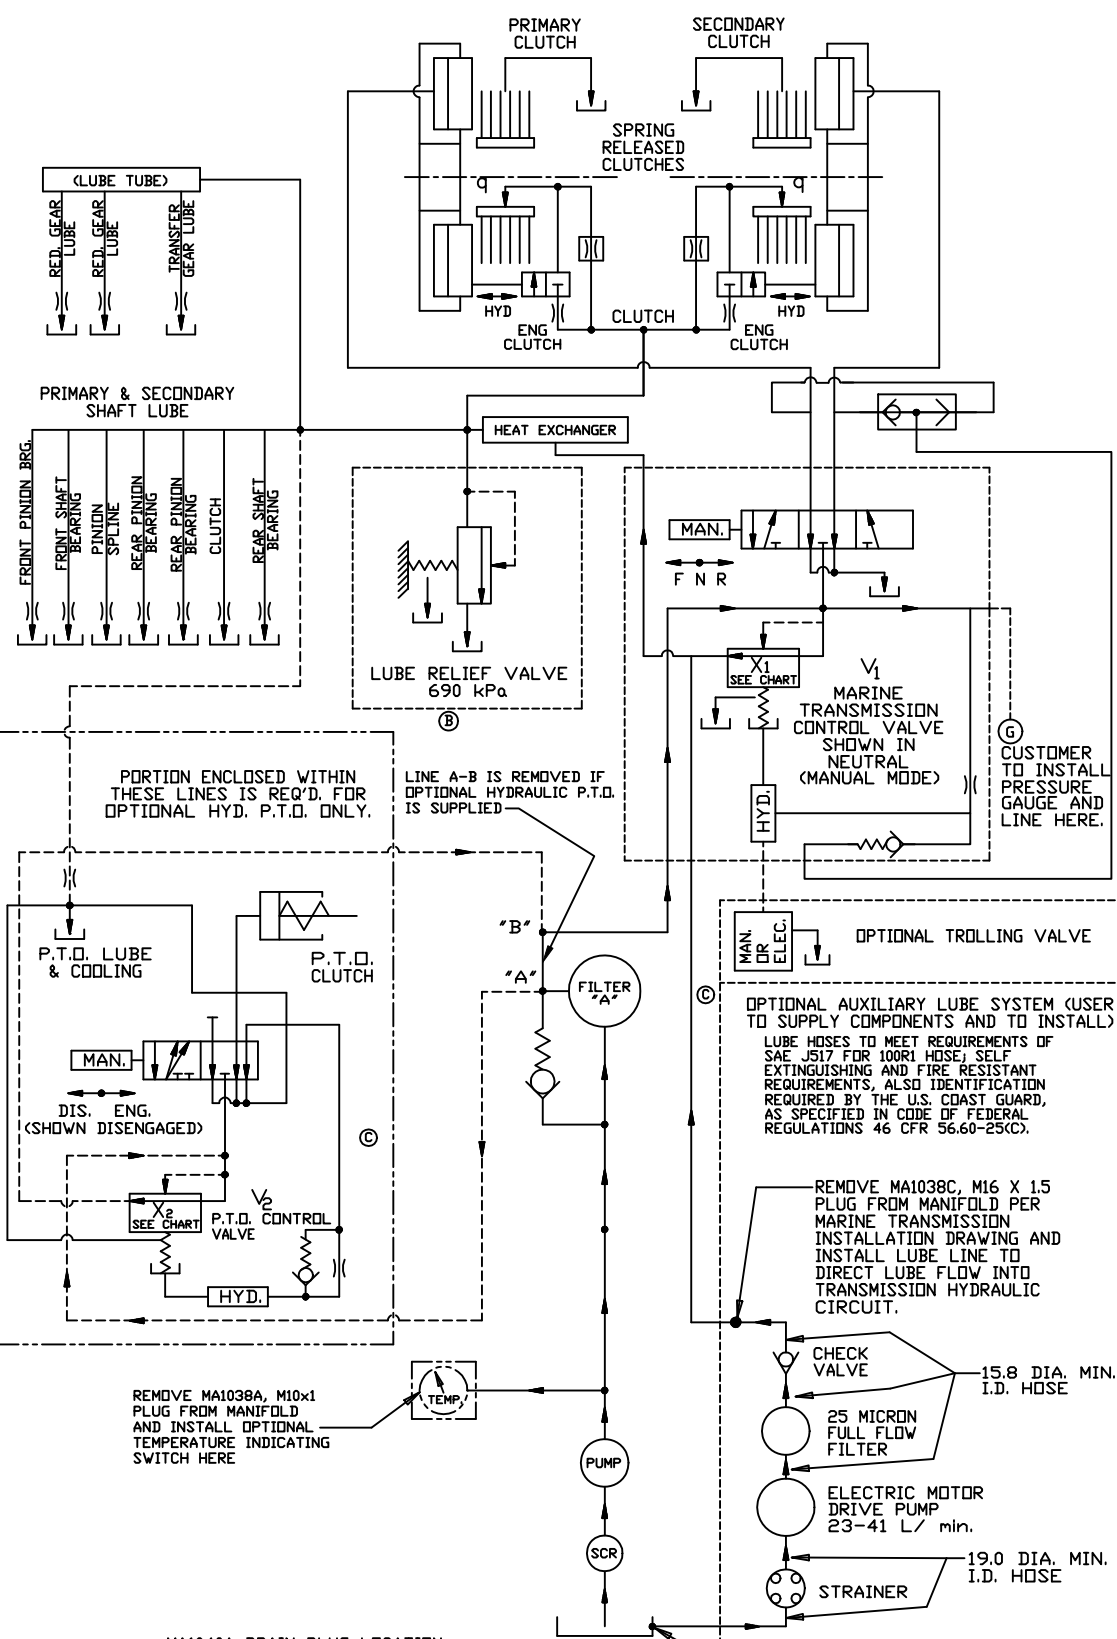 PRIMARY
CLUTCH
SECONDARY
CLUTCH
SPRING
RELEASED
CLUTCHES
(LUBE TUBE)
RED. GEAR
LUBE
RED. GEAR
LUBE
TRANSFER
GEAR LUBE
HYD
ENG
CLUTCH
CLUTCH
HYD
ENG
CLUTCH
PRIMARY & SECONDARY
SHAFT LUBE
HEAT EXCHANGER
FRONT PINION BRG.
FRONT SHAFT
BEARING
PINION
SPLINE
REAR PINION
BEARING
REAR PINION
BEARING
CLUTCH
REAR SHAFT
BEARING
MAN.
F N R
LUBE RELIEF VALVE
690 kPa
B
X1
SEE CHART
V1
MARINE
TRANSMISSION
CONTROL VALVE
SHOWN IN
NEUTRAL
(MANUAL MODE)
G
CUSTOMER
TO INSTALL
PRESSURE
GAUGE AND
LINE HERE.
HYD.
PORTION ENCLOSED WITHIN
THESE LINES IS REQ'D. FOR
OPTIONAL HYD. P.T.O. ONLY.
LINE A-B IS REMOVED IF
OPTIONAL HYDRAULIC P.T.O.
IS SUPPLIED
P.T.O. LUBE
& COOLING
P.T.O.
CLUTCH
"B"
"A"
FILTER
"A"
MAN.
OR
ELEC.
OPTIONAL TROLLING VALVE
C
OPTIONAL AUXILIARY LUBE SYSTEM (USER
TO SUPPLY COMPONENTS AND TO INSTALL)
LUBE HOSES TO MEET REQUIREMENTS OF
SAE J517 FOR 100R1 HOSE; SELF
EXTINGUISHING AND FIRE RESISTANT
REQUIREMENTS, ALSO IDENTIFICATION
REQUIRED BY THE U.S. COAST GUARD,
AS SPECIFIED IN CODE OF FEDERAL
REGULATIONS 46 CFR 56.60-25(C).
MAN.
DIS. ENG.
(SHOWN DISENGAGED)
C
X2
SEE CHART
V2
P.T.O. CONTROL
VALVE
HYD.
REMOVE MA1038C, M16 X 1.5
PLUG FROM MANIFOLD PER
MARINE TRANSMISSION
INSTALLATION DRAWING AND
INSTALL LUBE LINE TO
DIRECT LUBE FLOW INTO
TRANSMISSION HYDRAULIC
CIRCUIT.
CHECK
VALVE
15.8 DIA. MIN.
I.D. HOSE
REMOVE MA1038A, M10x1
PLUG FROM MANIFOLD
AND INSTALL OPTIONAL
TEMPERATURE INDICATING
SWITCH HERE
TEMP.
25 MICRON
FULL FLOW
FILTER
PUMP
ELECTRIC MOTOR
DRIVE PUMP
23-41 L/ min.
SCR
19.0 DIA. MIN.
I.D. HOSE
STRAINER